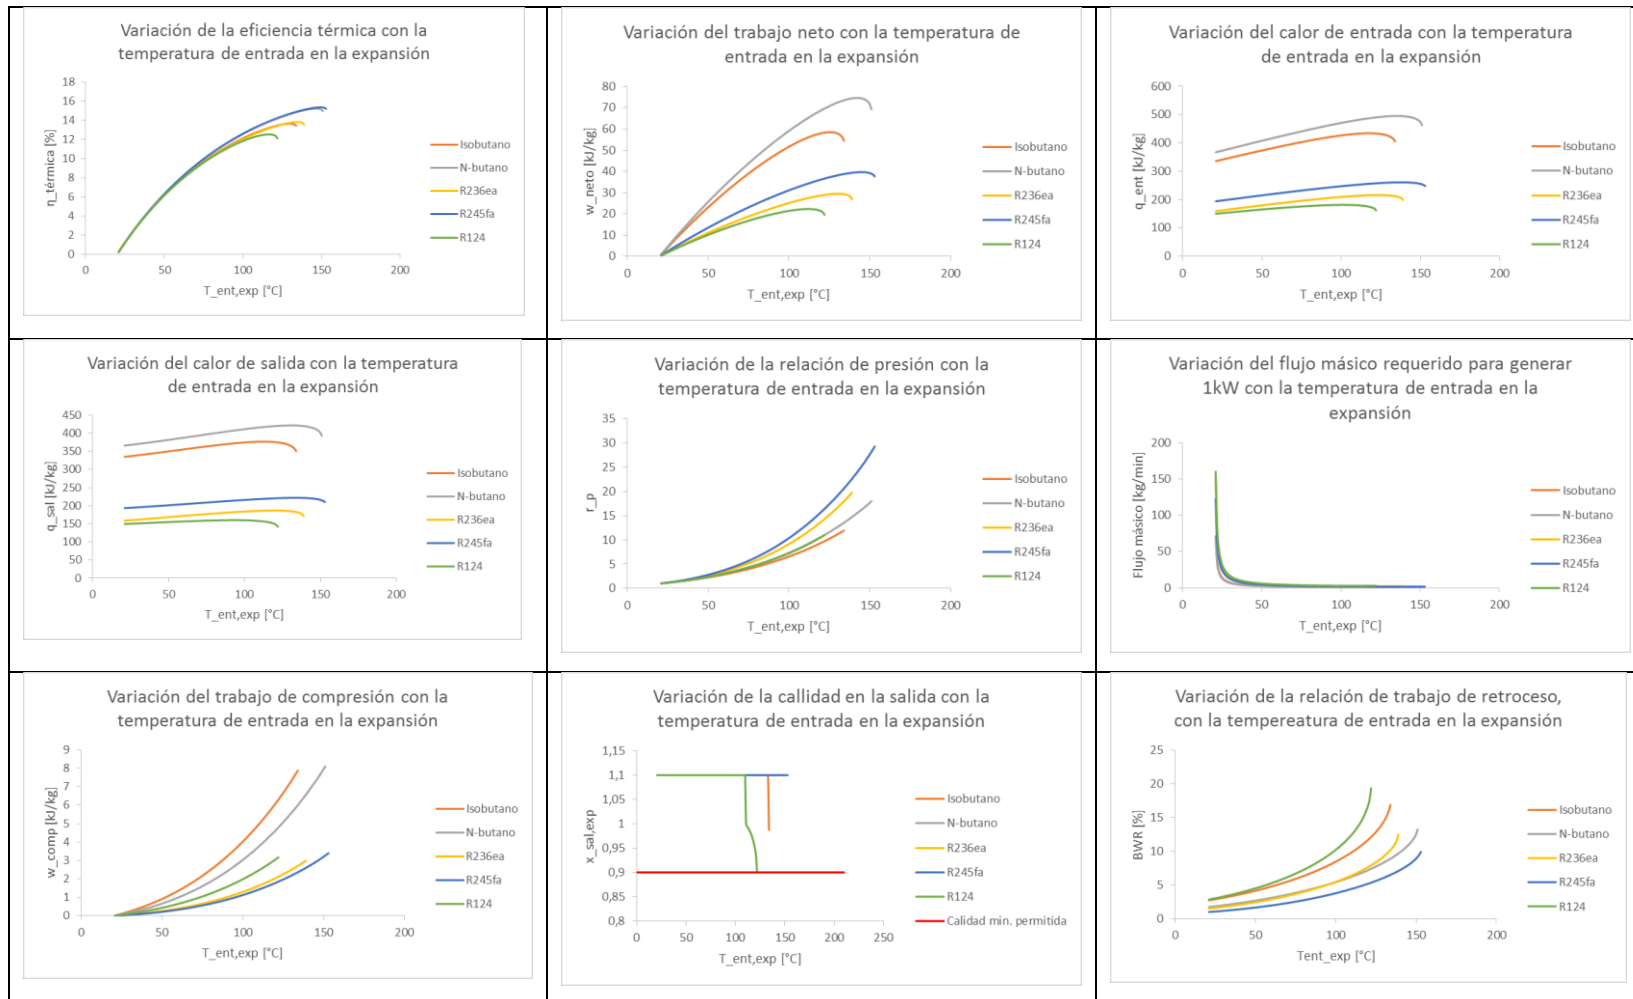 Variación de la eficiencia térmica con la
temperatura de entrada en la expansión
18
16
14
12
10
8
6
4
2
0
η_térmica [%]
0
50
100
150
200
T_ent,exp [°C]
Isobutano
N-butano
R236ea
R245fa
R124
Variación del trabajo neto con la temperatura de
entrada en la expansión
80
70
60
50
40
30
20
10
0
w_neto [kJ/kg]
0
50
100
150
200
T_ent,exp [°C]
Isobutano
N-butano
R236ea
R245fa
R124
Variación del calor de entrada con la temperatura
de entrada en la expansión
600
500
400
300
200
100
0
q_ent [kJ/kg]
0
50
100
150
200
T_ent,exp [°C]
Isobutano
N-butano
R236ea
R245fa
R124
Variación del calor de salida con la temperatura
de entrada en la expansión
450
400
350
300
250
200
150
100
50
0
q_sal [kJ/kg]
0
50
100
150
200
T_ent,exp [°C]
Isobutano
N-butano
R236ea
R245fa
R124
Variación de la relación de presión con la
temperatura de entrada en la expansión
35
30
25
20
15
10
5
0
r_p
0
50
100
150
200
T_ent,exp [°C]
Isobutano
N-butano
R236ea
R245fa
R124
Variación del flujo másico requerido para generar
1kW con la temperatura de entrada en la
expansión
200
150
100
50
0
Flujo másico [kg/min]
0
50
100
150
200
T_ent,exp [°C]
Isobutano
N-butano
R236ea
R245fa
R124
Variación del trabajo de compresión con la
temperatura de entrada en la expansión
9
8
7
6
5
4
3
2
1
0
w_comp [kJ/kg]
0
50
100
150
200
T_ent,exp [°C]
Isobutano
N-butano
R236ea
R245fa
R124
Variación de la callidad en la salida con la
temperatura de entrada en la expansión
1,15
1,1
1,05
1
0,95
0,9
0,85
0,8
x_sal,exp
0
50
100
150
200
250
T_ent,exp [°C]
Isobutano
N-butano
R236ea
R245fa
R124
Calidad min. permitida
Variación de la relación de trabajo de retroceso,
con la tempereatura de entrada en la expansión
25
20
15
10
5
0
BWR [%]
0
50
100
150
200
Tent_exp [°C]
Isobutano
N-butano
R236ea
R245fa
R124